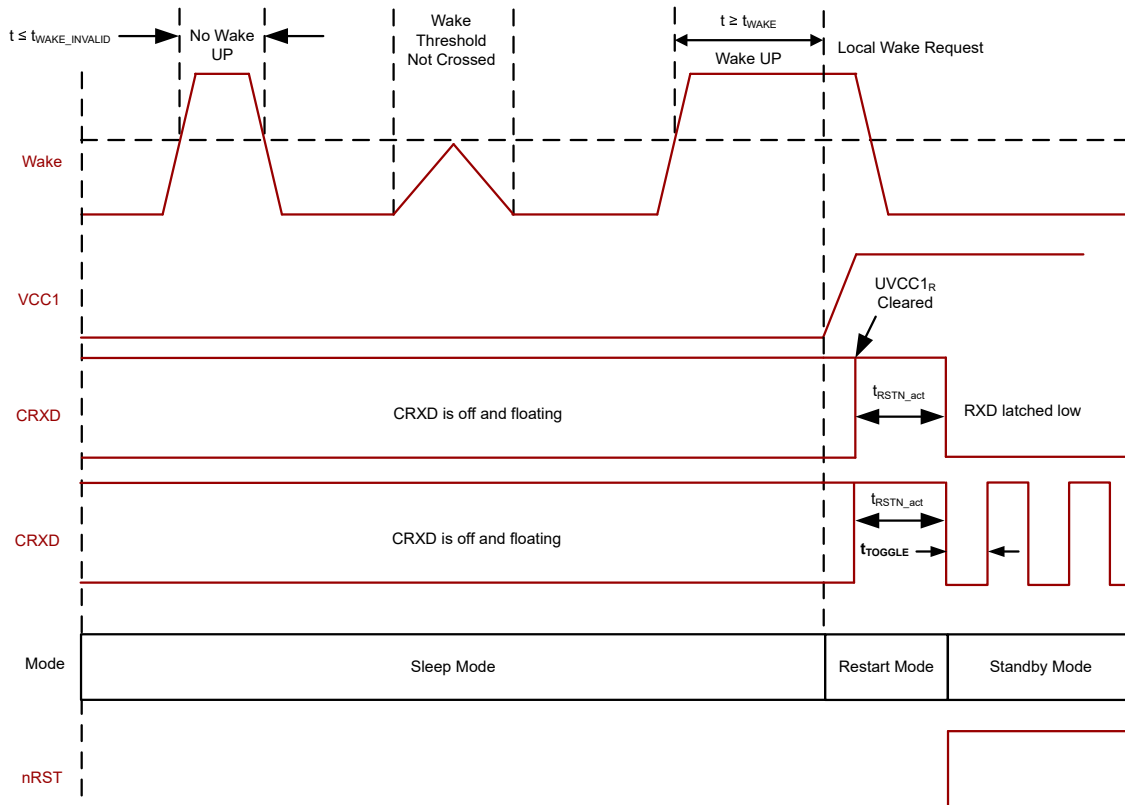 t ≤ tWAKE_INVALID
No Wake
UP
Wake
Threshold
Not Crossed
t ≥ tWAKE
Wake UP
Local Wake Request
Wake
VCC1
UVCC1R
Cleared
CRXD
CRXD is off and floating
tRSTN_act
RXD latched low
CRXD
CRXD is off and floating
tRSTN_act
tTOGGLE
Mode
Sleep Mode
Restart Mode
Standby Mode
nRST